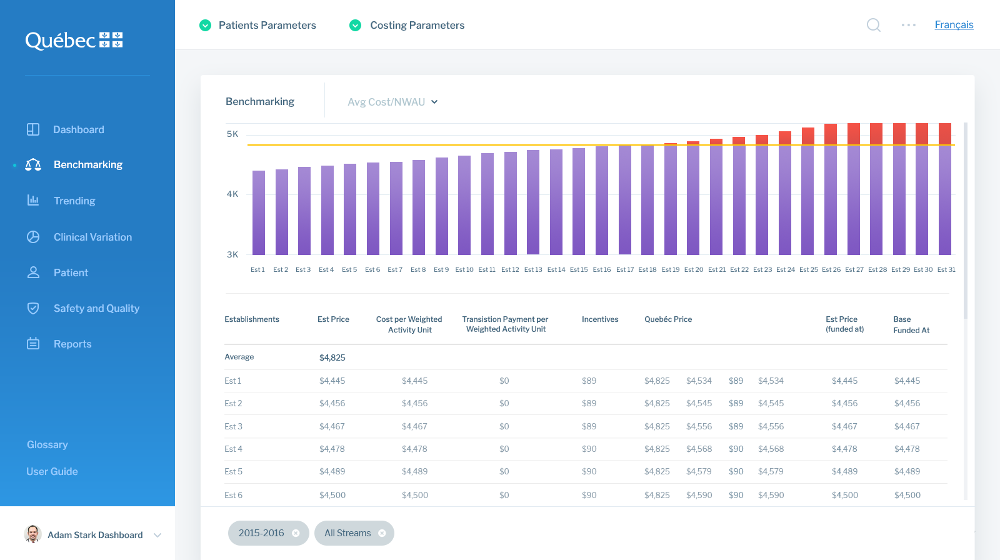 Québec
Patients Parameters
Costing Parameters
Français
Dashboard
Benchmarking
Trending
Clinical Variation
Patient
Safety and Quality
Reports
Glossary
User Guide
Adam Stark Dashboard
Benchmarking
Avg Cost/NWAU
5K
4K
3K
Est 1 Est 2 Est 3 Est 4 Est 5 Est 6 Est 7 Est 8 Est 9 Est 10 Est 11 Est 12 Est 13 Est 14 Est 15 Est 16 Est 17 Est 18 Est 19 Est 20 Est 21 Est 22 Est 23 Est 24 Est 25 Est 26 Est 27 Est 28 Est 29 Est 30 Est 31
Establishments Est Price Cost per Weighted Transistion Payment per Incentives Quebéc Price Est Price Base
Activity Unit Weighted Activity Unit (funded at) Funded At
Average $4,825
Est 1 $4,445 $4,445 $0 $89 $4,825 $4,534 $89 $4,534 $4,445 $4,445
Est 2 $4,456 $4,456 $0 $89 $4,825 $4,545 $89 $4,545 $4,456 $4,456
Est 3 $4,467 $4,467 $0 $89 $4,825 $4,556 $89 $4,556 $4,467 $4,467
Est 4 $4,478 $4,478 $0 $90 $4,825 $4,568 $90 $4,568 $4,478 $4,478
Est 5 $4,489 $4,489 $0 $90 $4,825 $4,579 $90 $4,579 $4,489 $4,489
Est 6 $4,500 $4,500 $0 $90 $4,825 $4,590 $90 $4,590 $4,500 $4,500
2015-2016
All Streams